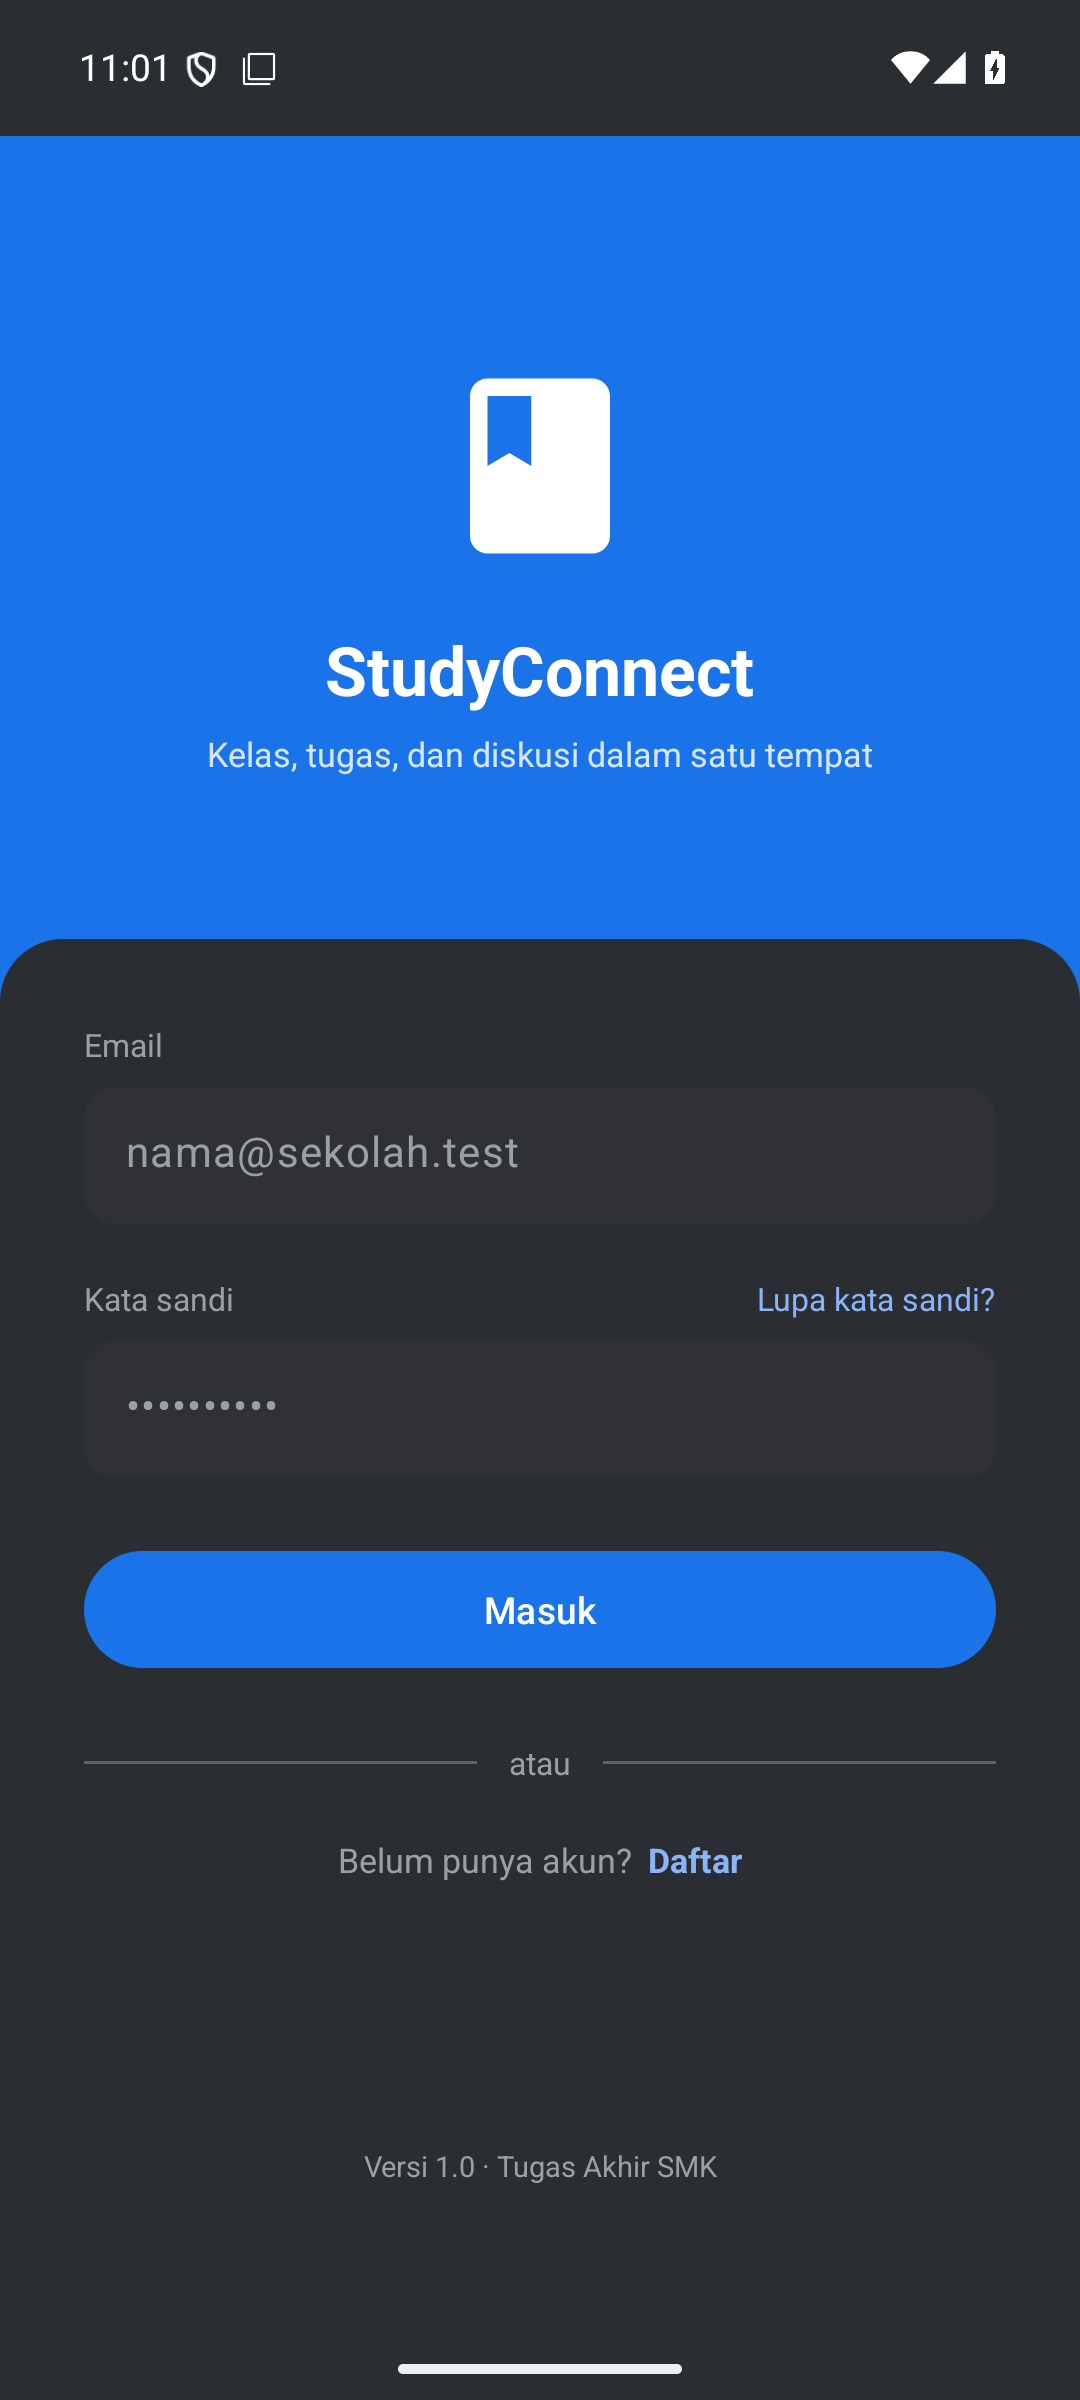 11:01
StudyConnect
Kelas, tugas, dan diskusi dalam satu tempat
Email
nama@sekolah.test
Kata sandi Lupa kata sandi?
••••••••••
Masuk
atau
Belum punya akun? Daftar
Versi 1.0 · Tugas Akhir SMK